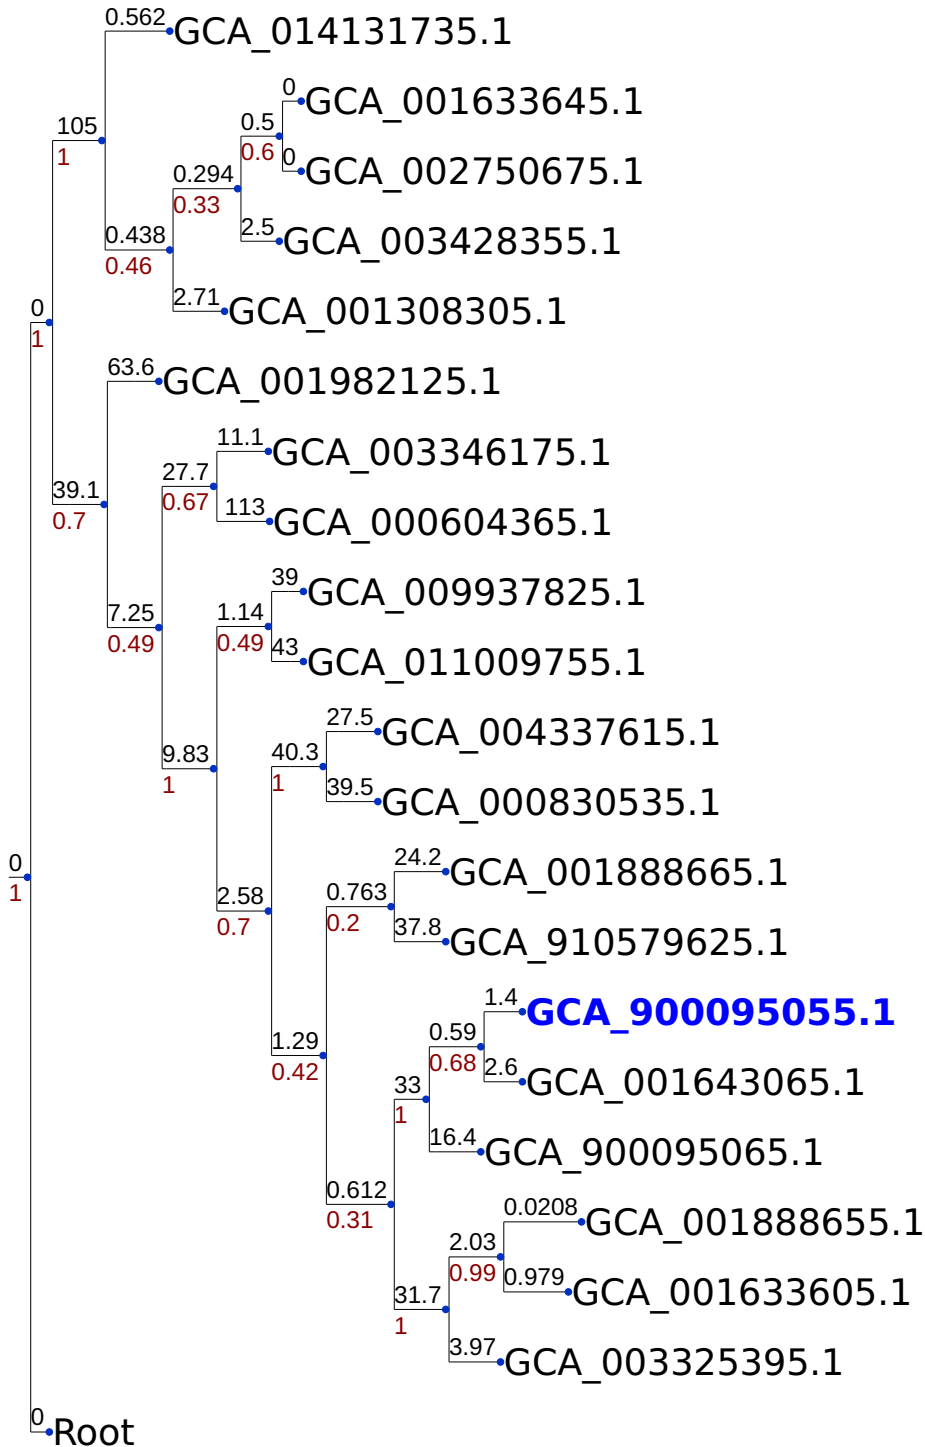 0.562
GCA_014131735.1
0
GCA_001633645.1
105
0.5
1
0.6
0
GCA_002750675.1
0.294
0.33
0.438
2.5
GCA_003428355.1
0.46
2.71
GCA_001308305.1
0
1
63.6
GCA_001982125.1
11.1
GCA_003346175.1
27.7
0.67
39.1
113
GCA_000604365.1
0.7
39
GCA_009937825.1
7.25
1.14
0.49
0.49
43
GCA_011009755.1
27.5
GCA_004337615.1
9.83
40.3
1
1
39.5
GCA_000830535.1
0
24.2
GCA_001888665.1
1
2.58
0.763
0.7
0.2
37.8
GCA_910579625.1
1.4
GCA_900095055.1
1.29
0.59
0.42
0.68
2.6
GCA_001643065.1
33
1
16.4
GCA_900095065.1
0.612
0.31
0.0208
GCA_001888655.1
2.03
0.99
0.979
GCA_001633605.1
31.7
1
3.97
GCA_003325395.1
0
Root